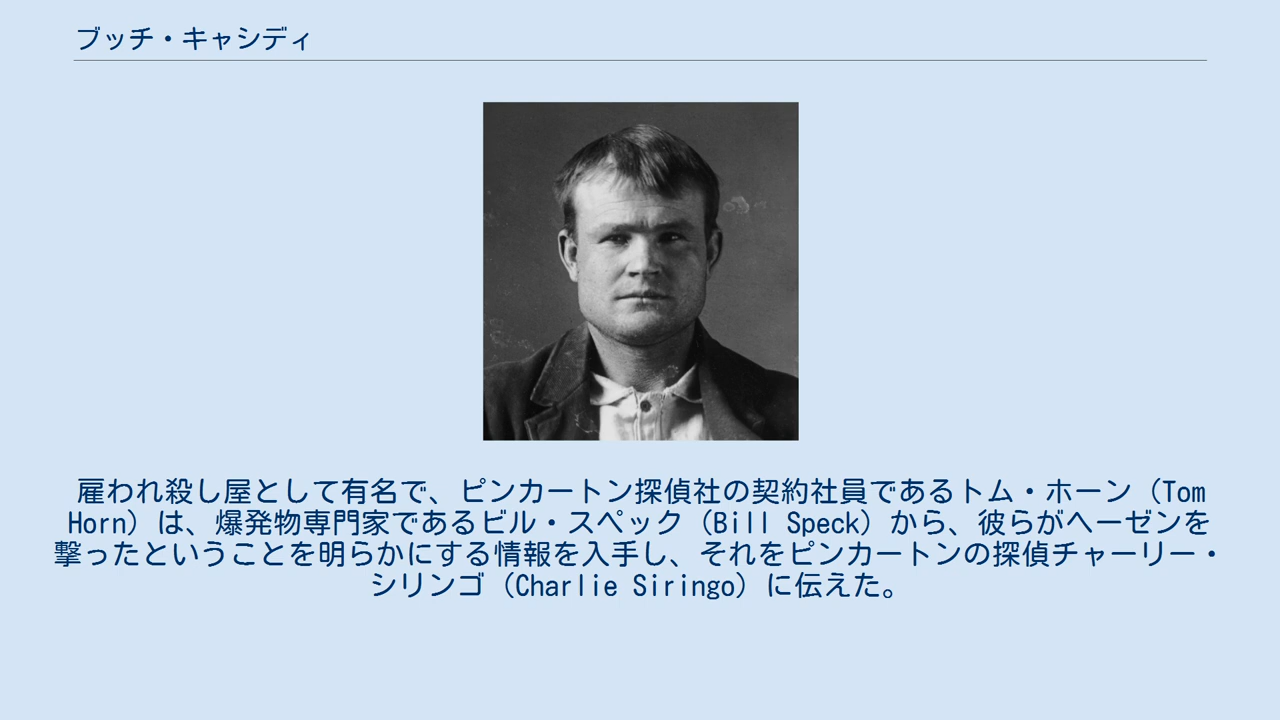 ブッチ・キャシディ
雇われ殺し屋として有名で、ピンカートン探偵社の契約社員であるトム・ホーン（Tom
Horn）は、爆発物専門家であるビル・スペック（Bill Speck）から、彼らがヘーゼンを
撃ったということを明らかにする情報を入手し、それをピンカートンの探偵チャーリー・
シリンゴ（Charlie Siringo）に伝えた。